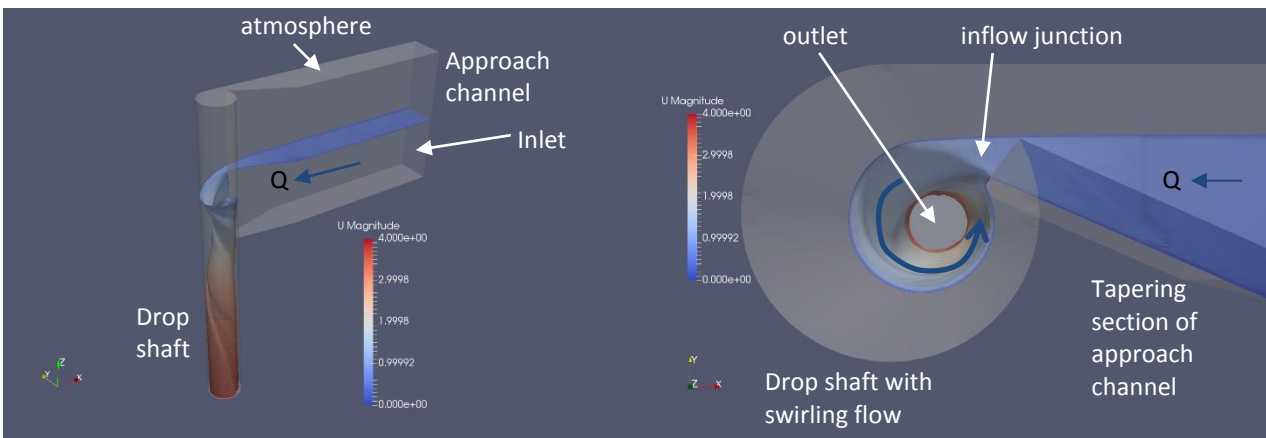 atmosphere
Approach
channel
Inlet
Q
U Magnitude
4.000e+00
2.9998
1.9998
0.99992
0.000e+00
Drop
shaft
Z
Y
X
outlet
inflow junction
U Magnitude
4.000e+00
2.9998
1.9998
0.99992
0.000e+00
Q
Tapering
section of
approach
channel
Y
Z
X
Drop shaft with
swirling flow